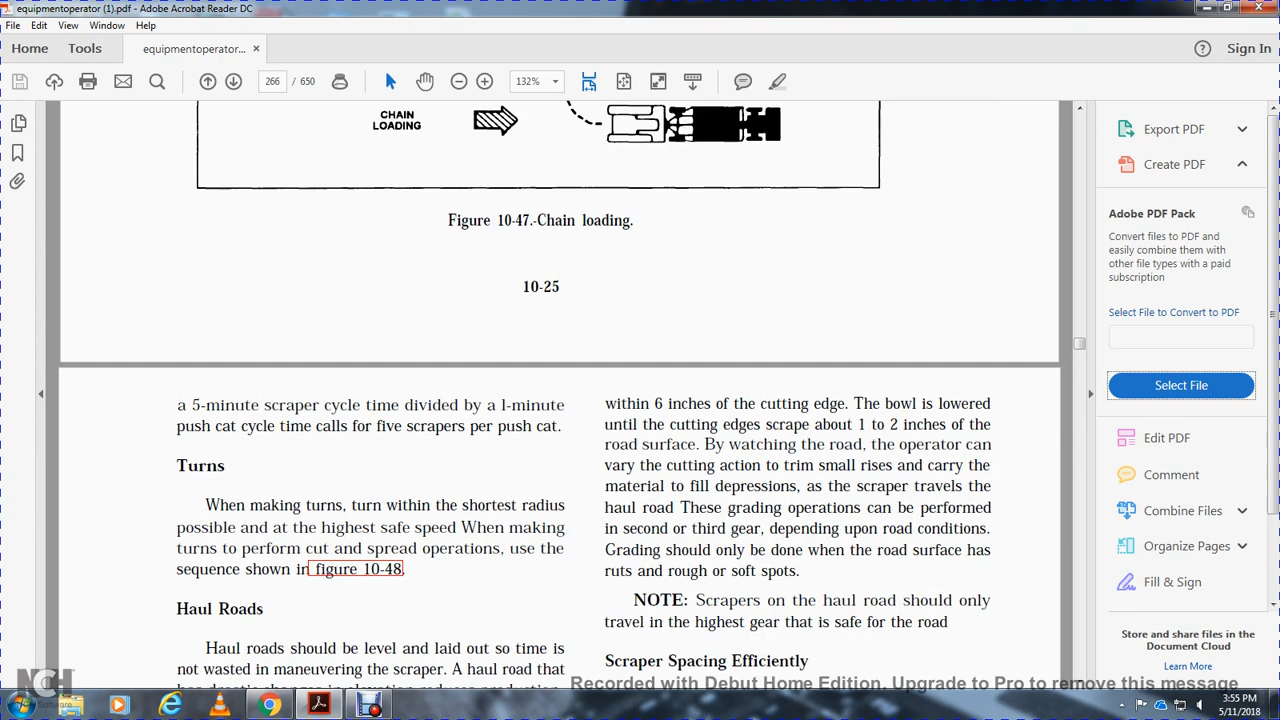 equipmentoperator (1).pdf - Adobe Acrobat Reader DC
File Edit View Window Help
Home Tools equipmentoperator... × Sign In
266 / 650 132%
CHAIN
LOADING
Figure 10-47.-Chain loading.
10-25
a 5-minute scraper cycle time divided by a l-minute
push cat cycle time calls for five scrapers per push cat.
Turns
When making turns, turn within the shortest radius
possible and at the highest safe speed When making
turns to perform cut and spread operations, use the
sequence shown in figure 10-48.
Haul Roads
Haul roads should be level and laid out so time is
not wasted in maneuvering the scraper. A haul road that
within 6 inches of the cutting edge. The bowl is lowered
until the cutting edges scrape about 1 to 2 inches of the
road surface. By watching the road, the operator can
vary the cutting action to trim small rises and carry the
material to fill depressions, as the scraper travels the
haul road These grading operations can be performed
in second or third gear, depending upon road conditions.
Grading should only be done when the road surface has
ruts and rough or soft spots.
NOTE: Scrapers on the haul road should only
travel in the highest gear that is safe for the road
Scraper Spacing Efficiently
Export PDF
Create PDF
Adobe PDF Pack
Convert files to PDF and
easily combine them with
other file types with a paid
subscription
Select File to Convert to PDF
Select File
Edit PDF
Comment
Combine Files
Organize Pages
Fill & Sign
Store and share files in the
Document Cloud
Learn More
NCH
Software
Recorded with Debut Home Edition. Upgrade to Pro to remove this message
3:55 PM
5/11/2018